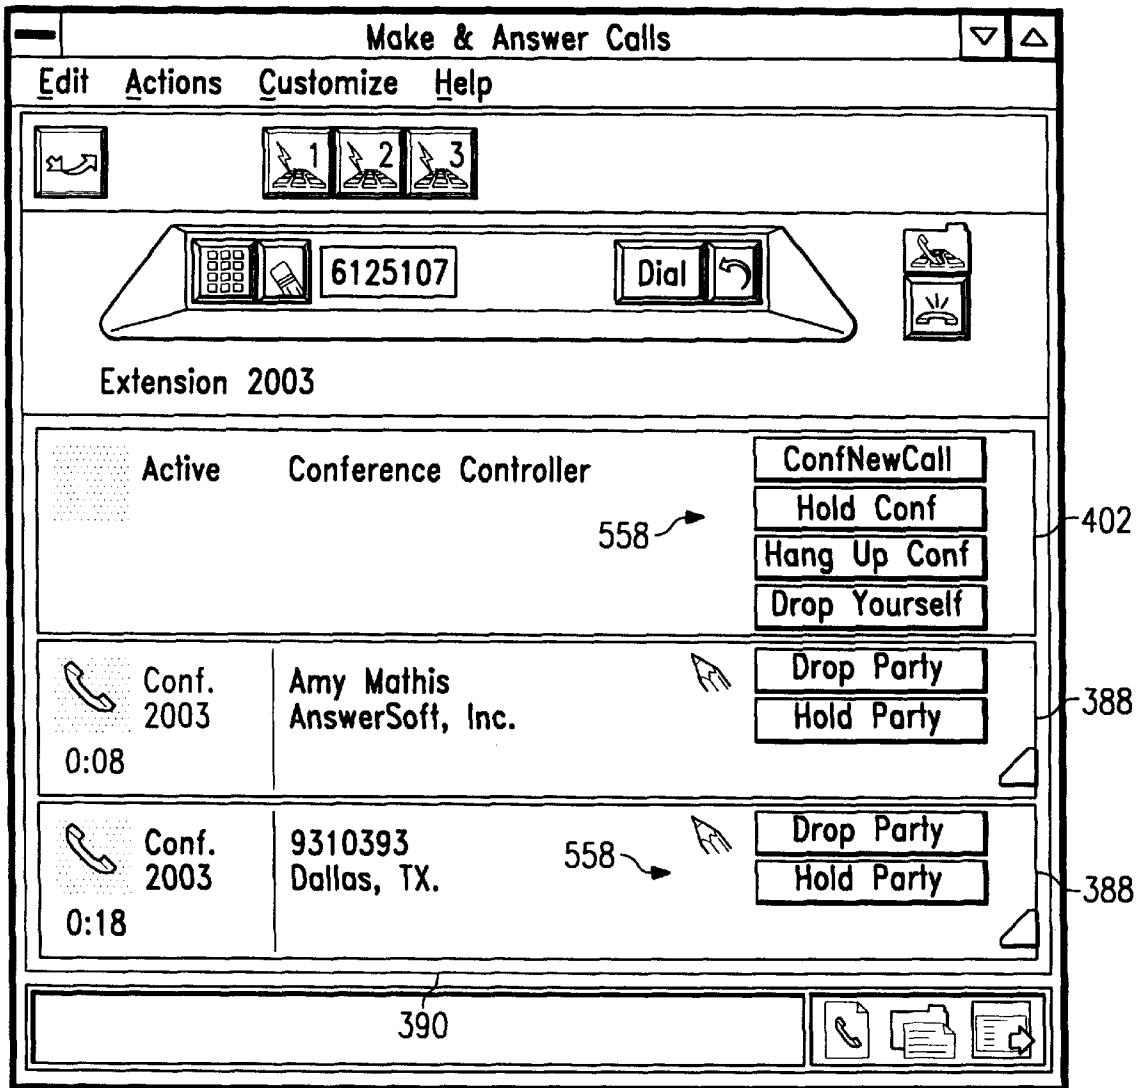 Make & Answer Calls
Edit Actions Customize Help
1 2 3
6125107 Dial
Extension 2003
Active Conference Controller ConfNewCall
558 Hold Conf 402
Hang Up Conf
Drop Yourself
Conf. Amy Mathis Drop Party
2003 AnswerSoft, Inc. Hold Party 388
0:08
Conf. 9310393 558 Drop Party
2003 Dallas, TX. Hold Party 388
0:18
390